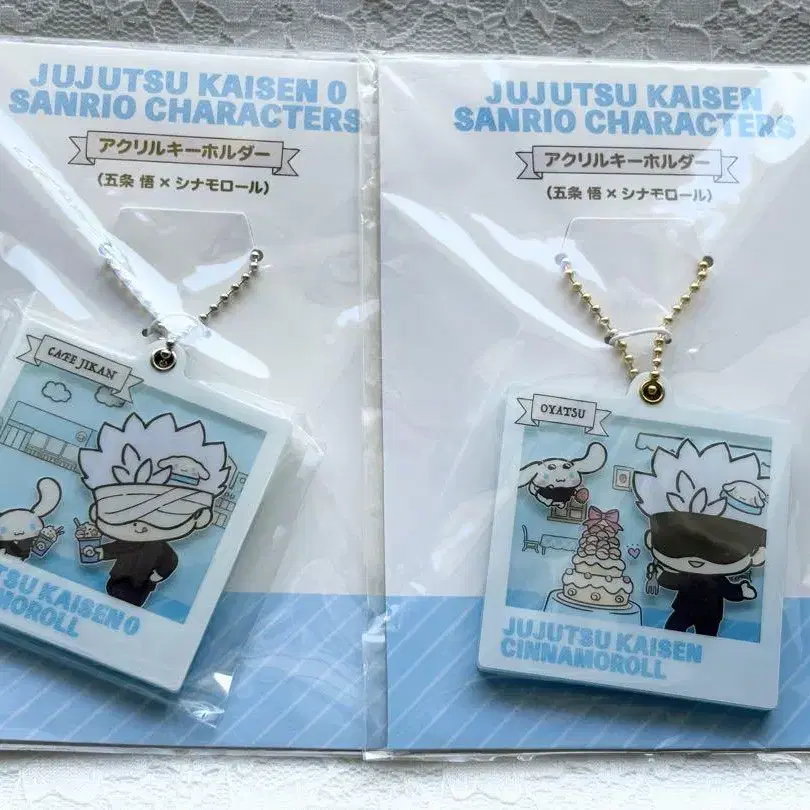 JUJUTSU KAISEN 0
SANRIO CHARACTERS
アクリルキーホルダー
（五条 悟 × シナモロール）
CAFE JIKAN
TSU KAISEN 0
MOROLL
JUJUTSU KAISEN
SANRIO CHARACTERS
アクリルキーホルダー
（五条 悟 × シナモロール）
OYATSU
JUJUTSU KAISEN
CINNAMOROLL